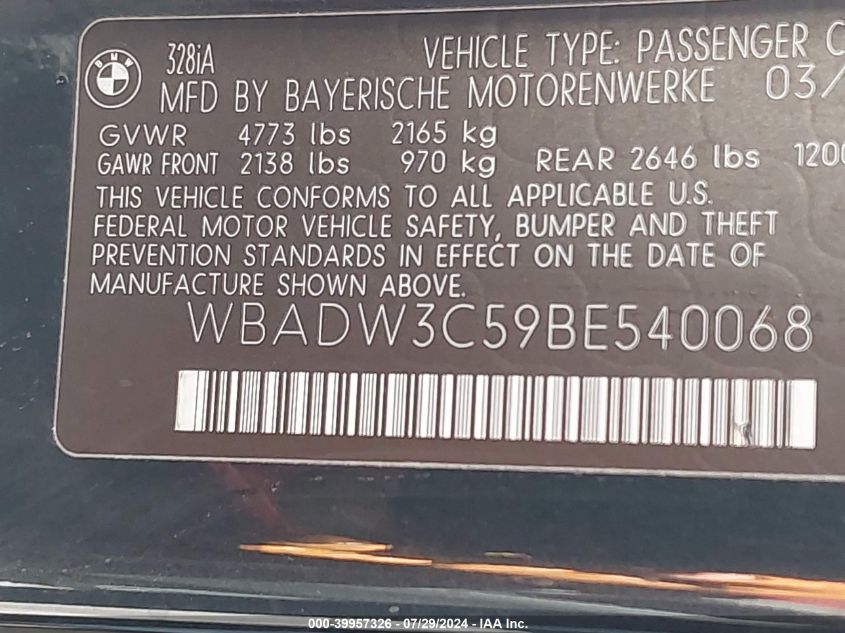 BMW
328iA VEHICLE TYPE: PASSENGER C
MFD BY BAYERISCHE MOTORENWERKE 03/
GVWR 4773 lbs 2165 kg
GAWR FRONT 2138 lbs 970 kg REAR 2646 lbs 1200
THIS VEHICLE CONFORMS TO ALL APPLICABLE U.S.
FEDERAL MOTOR VEHICLE SAFETY, BUMPER AND THEFT
PREVENTION STANDARDS IN EFFECT ON THE DATE OF
MANUFACTURE SHOWN ABOVE.
WBADW3C59BE540068
000-39957326 - 07/29/2024 - IAA Inc.